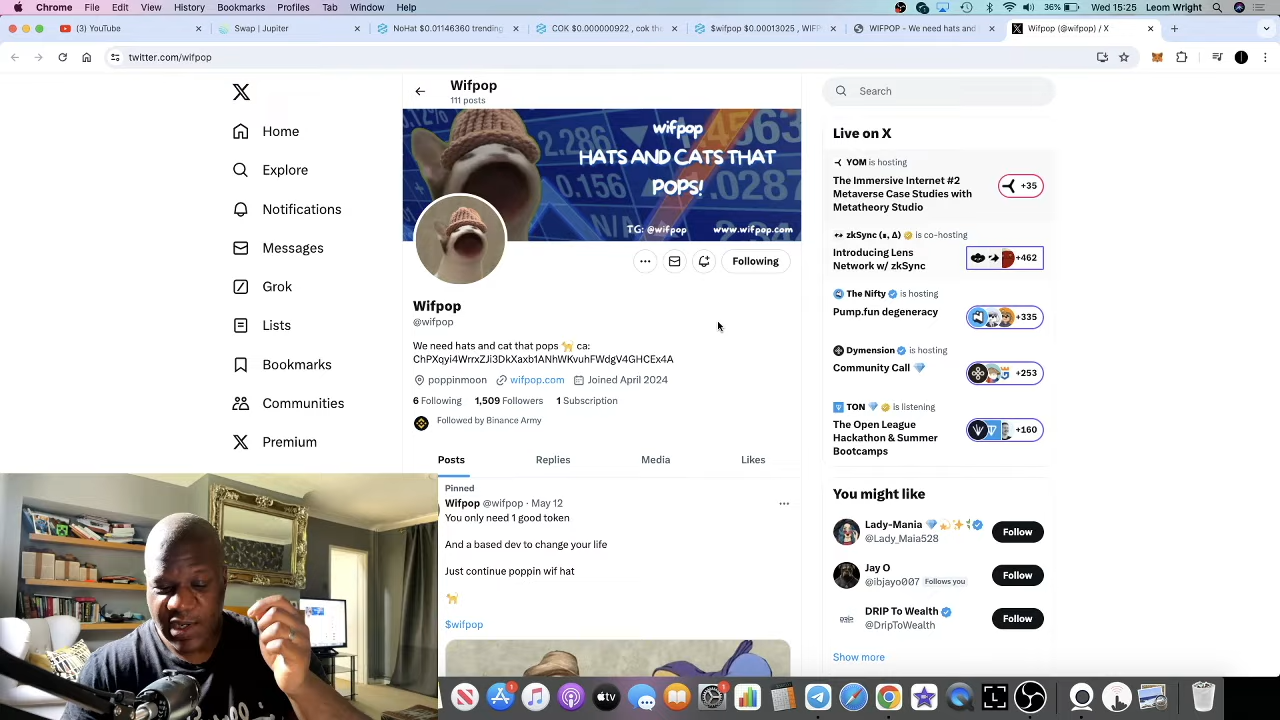 Chrome File Edit View History Bookmarks Profiles Tab Window Help
36% Wed 15:25 Leom Wright
(3) YouTube
Swap | Jupiter
NoHat $0.01146360 trending
COK $0.000000922 , cok the
$wifpop $0.00013025 , WIFP
WIFPOP - We need hats and
Wifpop (@wifpop) / X
twitter.com/wifpop
Home
Explore
Notifications
Messages
Grok
Lists
Bookmarks
Communities
Premium
Wifpop
111 posts
wifpop
HATS AND CATS THAT
POPS!
TG: @wifpop www.wifpop.com
2.286
0.156
.0287
N/A
Following
Wifpop
@wifpop
We need hats and cat that pops 🐈 ca:
ChPXqyi4WrrxZJi3DkXaxb1ANhWKvuhFWdgV4GHCEx4A
poppinmoon wifpop.com Joined April 2024
6 Following 1,509 Followers 1 Subscription
Followed by Binance Army
Posts Replies Media Likes
Pinned
Wifpop @wifpop · May 12
You only need 1 good token
And a based dev to change your life
Just continue poppin wif hat
🐈
$wifpop
Search
Live on X
YOM is hosting
The Immersive Internet #2
Metaverse Case Studies with
Metatheory Studio
+35
zkSync (∎, ∆) is co-hosting
Introducing Lens
Network w/ zkSync
+462
The Nifty is hosting
Pump.fun degeneracy
+335
Dymension is hosting
Community Call 💎
+253
TON 💎 is listening
The Open League
Hackathon & Summer
Bootcamps
+160
You might like
Lady-Mania
@Lady_Maia528
Follow
Jay O
@ibjayo007 Follows you
Follow
DRIP To Wealth
@DripToWealth
Follow
Show more